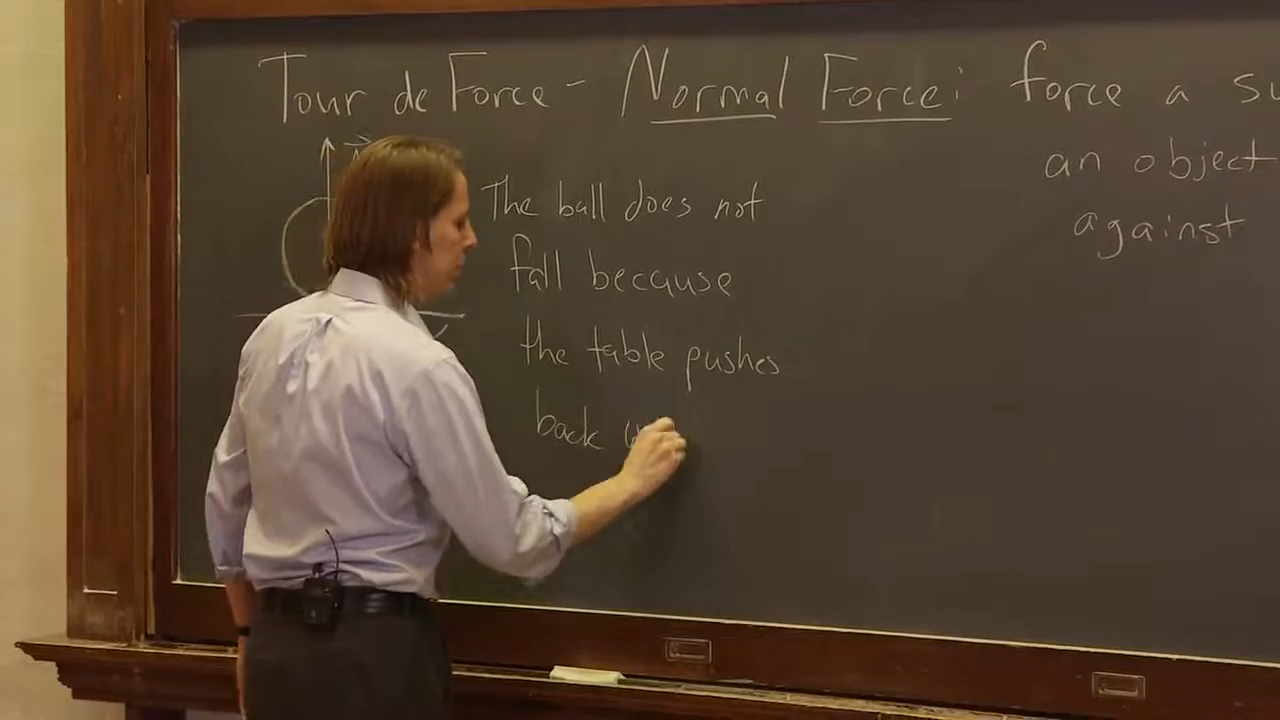 Tour de Force - Normal Force: force a
an object
against
The ball does not
fall because
the table pushes
back